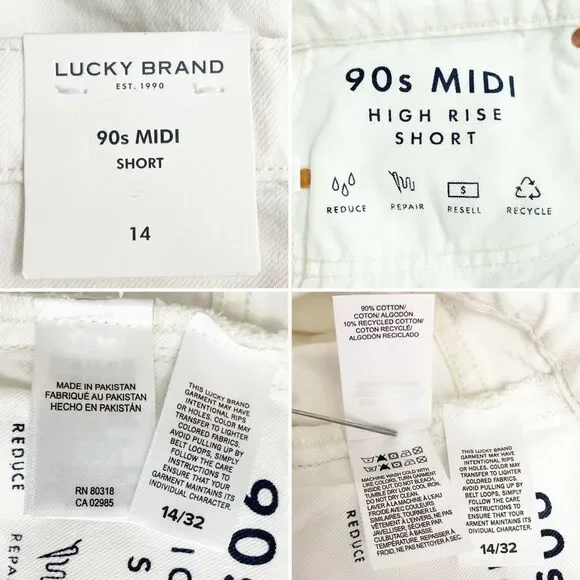 LUCKY BRAND
EST. 1990
90s MIDI
SHORT
14
90s MIDI
HIGH RISE
SHORT
REDUCE
REPAIR
RESELL
RECYCLE
MADE IN PAKISTAN
FABRIQUÉ AU PAKISTAN
HECHO EN PAKISTÁN
RN 80318
CA 02985
THIS LUCKY BRAND
GARMENT MAY HAVE
INTENTIONAL RIPS
OR HOLES. COLOR MAY
TRANSFER TO LIGHTER
COLORED FABRICS.
AVOID PULLING UP BY
BELT LOOPS, SIMPLY
FOLLOW THE CARE
INSTRUCTIONS TO
ENSURE THAT YOUR
GARMENT MAINTAINS ITS
INDIVIDUAL CHARACTER.
14/32
REDUCE
REPA
90s
90% COTTON/
COTON/ALGODÓN
10% RECYCLED COTTON/
COTON RECYCLÉ/
ALGODÓN RECICLADO
MACHINE WASH COLD WITH
LIKE COLORS. TURN GARMENT
INSIDE OUT DO NOT BLEACH.
TUMBLE DRY LOW. COOL IRON.
DO NOT DRY CLEAN.
LAVER À LA MACHINE À L'EAU
FROIDE AVEC COULEURS
SIMILAIRES. TOURNER LE
VÊTEMENT À L'ENVERS, NE PAS
JAVELLISER, SÉCHER PAR
CULBUTAGE À BASSE
TEMPÉRATURE. REPASSER À
FROID, NE PAS NETTOYER À SEC.
THIS LUCKY BRAND
GARMENT MAY HAVE
INTENTIONAL RIPS
OR HOLES. COLOR MAY
TRANSFER TO LIGHTER
COLORED FABRICS.
AVOID PULLING UP BY
BELT LOOPS, SIMPLY
FOLLOW THE CARE
INSTRUCTIONS TO
ENSURE THAT YOUR
GARMENT MAINTAINS ITS
INDIVIDUAL CHARACTER.
14/32
REDUCE